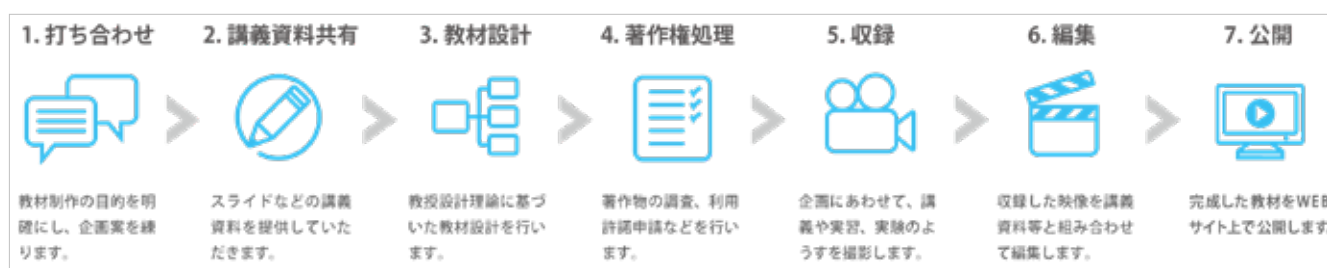 1. 打ち合わせ
2. 講義資料共有
3. 教材設計
4. 著作権処理
5. 収録
6. 編集
7. 公開
教材制作の目的を明
確にし、企画案を練
ります。
スライドなどの講義
資料を提供していた
だきます。
教授設計理論に基づ
いた教材設計を行い
ます。
著作物の調査、利用
許諾申請などを行い
ます。
企画にあわせて、講
義や実習、実験のよ
うすを撮影します。
収録した映像を講義
資料等と組み合わせ
て編集します。
完成した教材をWEB
サイト上で公開します